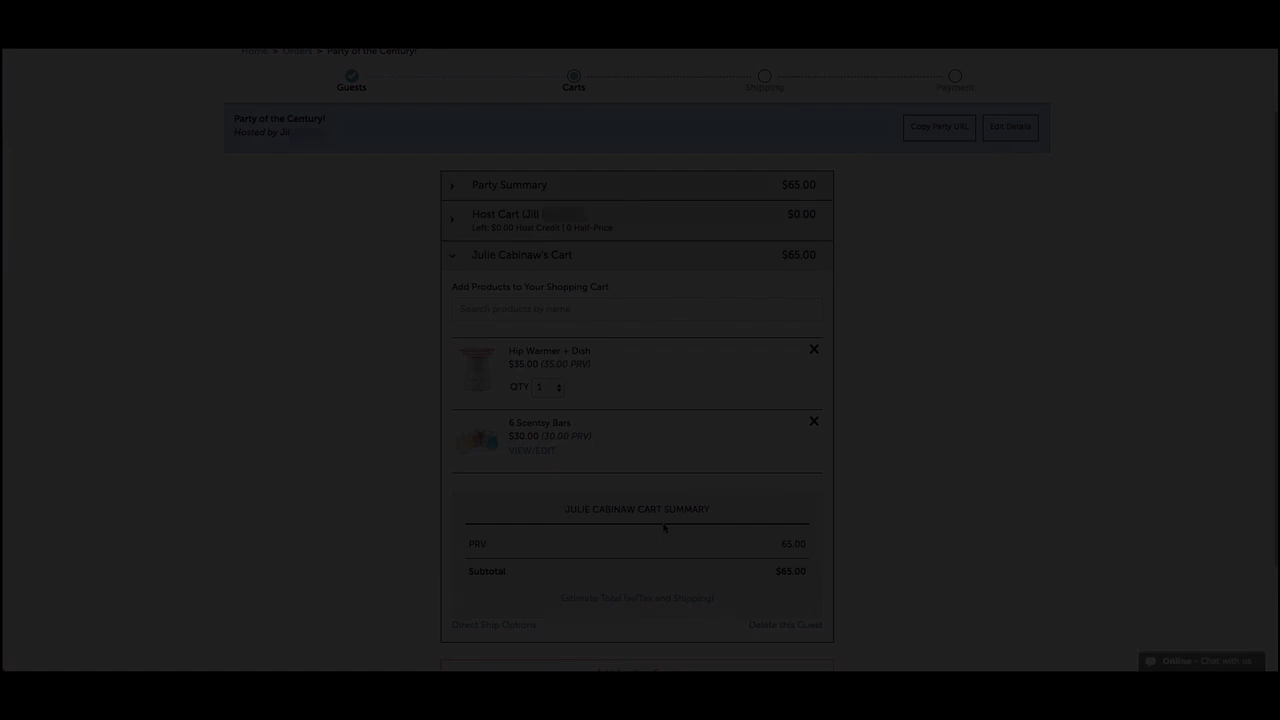 Home > Orders > Party of the Century!
Guests
Carts
Shipping
Payment
Party of the Century!
Hosted by Jil
Copy Party URL
Edit Details
Party Summary $65.00
Host Cart (Jill $0.00
Left: $0.00 Host Credit | 0 Half-Price
Julie Cabinaw's Cart $65.00
Add Products to Your Shopping Cart
Search products by name
Hip Warmer + Dish
$35.00 (35.00 PRV)
QTY 1
6 Scentsy Bars
$30.00 (30.00 PRV)
VIEW/EDIT
JULIE CABINAW CART SUMMARY
PRV 65.00
Subtotal $65.00
Estimate Total (w/Tax and Shipping)
Direct Ship Options Delete this Guest
Online - Chat with us